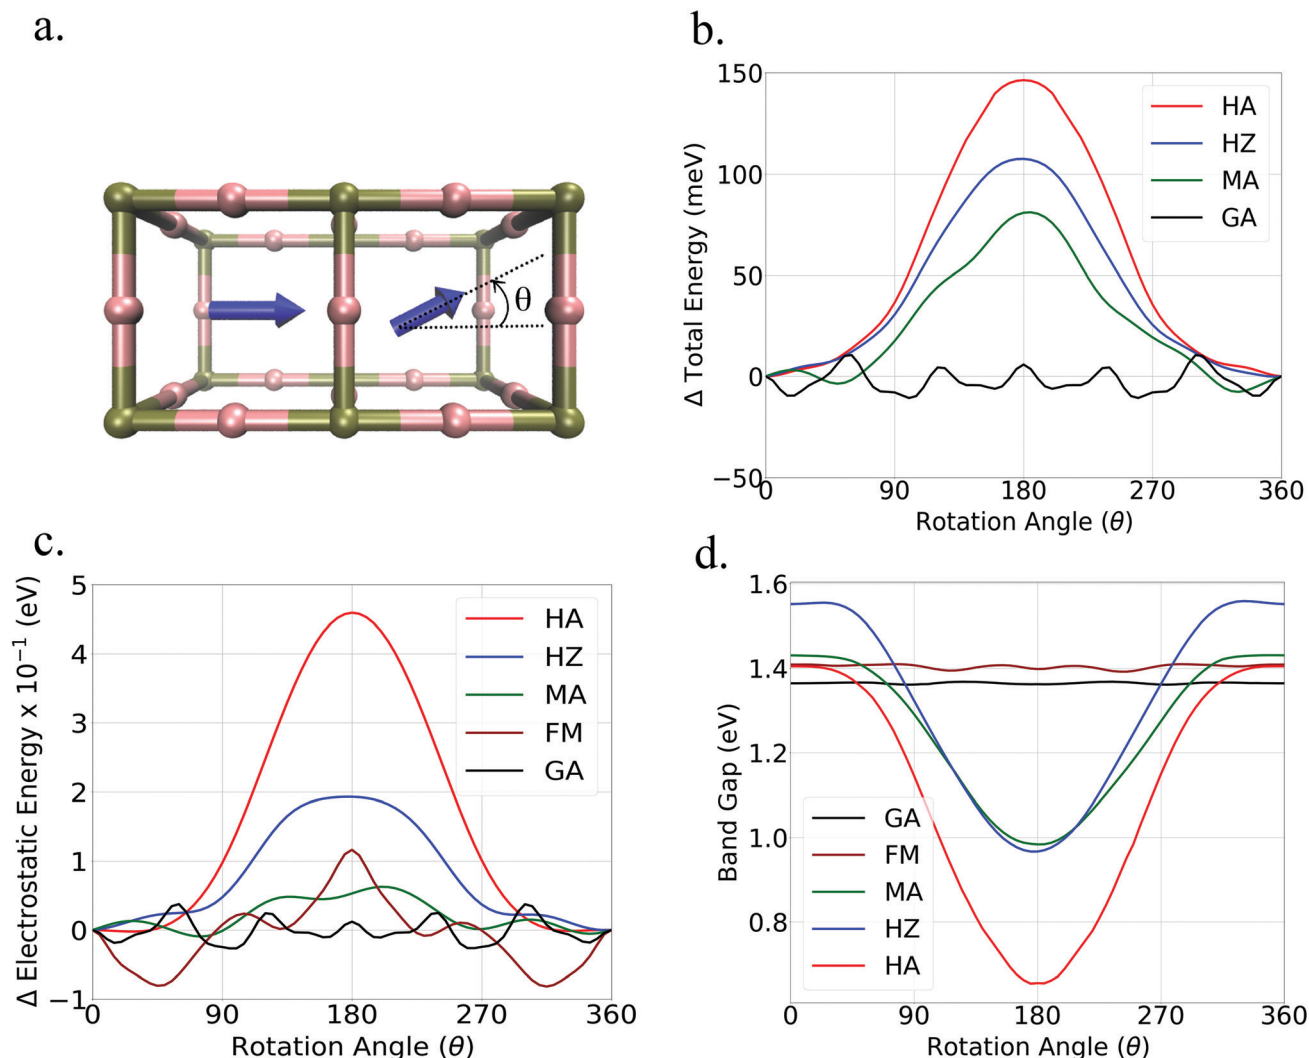 a.
θ
b.
Δ Total Energy (meV)
150
100
50
0
−50
HA
HZ
MA
GA
0 90 180 270 360
Rotation Angle (θ)
c.
Δ Electrostatic Energy x 10⁻¹ (eV)
5
4
3
2
1
0
−1
HA
HZ
MA
FM
GA
0 90 180 270 360
Rotation Angle (θ)
d.
Band Gap (eV)
1.6
1.4
1.2
1.0
0.8
GA
FM
MA
HZ
HA
0 90 180 270 360
Rotation Angle (θ)